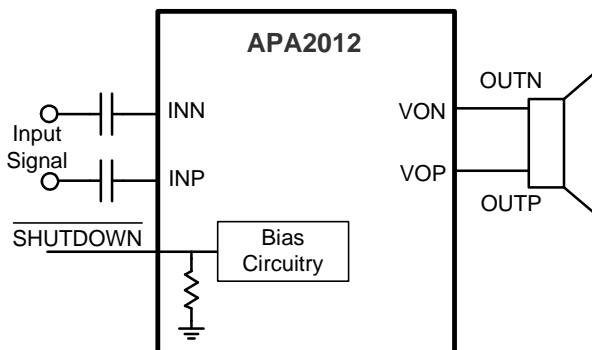 APA2012
INN
Input
Signal
INP
SHUTDOWN
Bias
Circuitry
VON
OUTN
VOP
OUTP